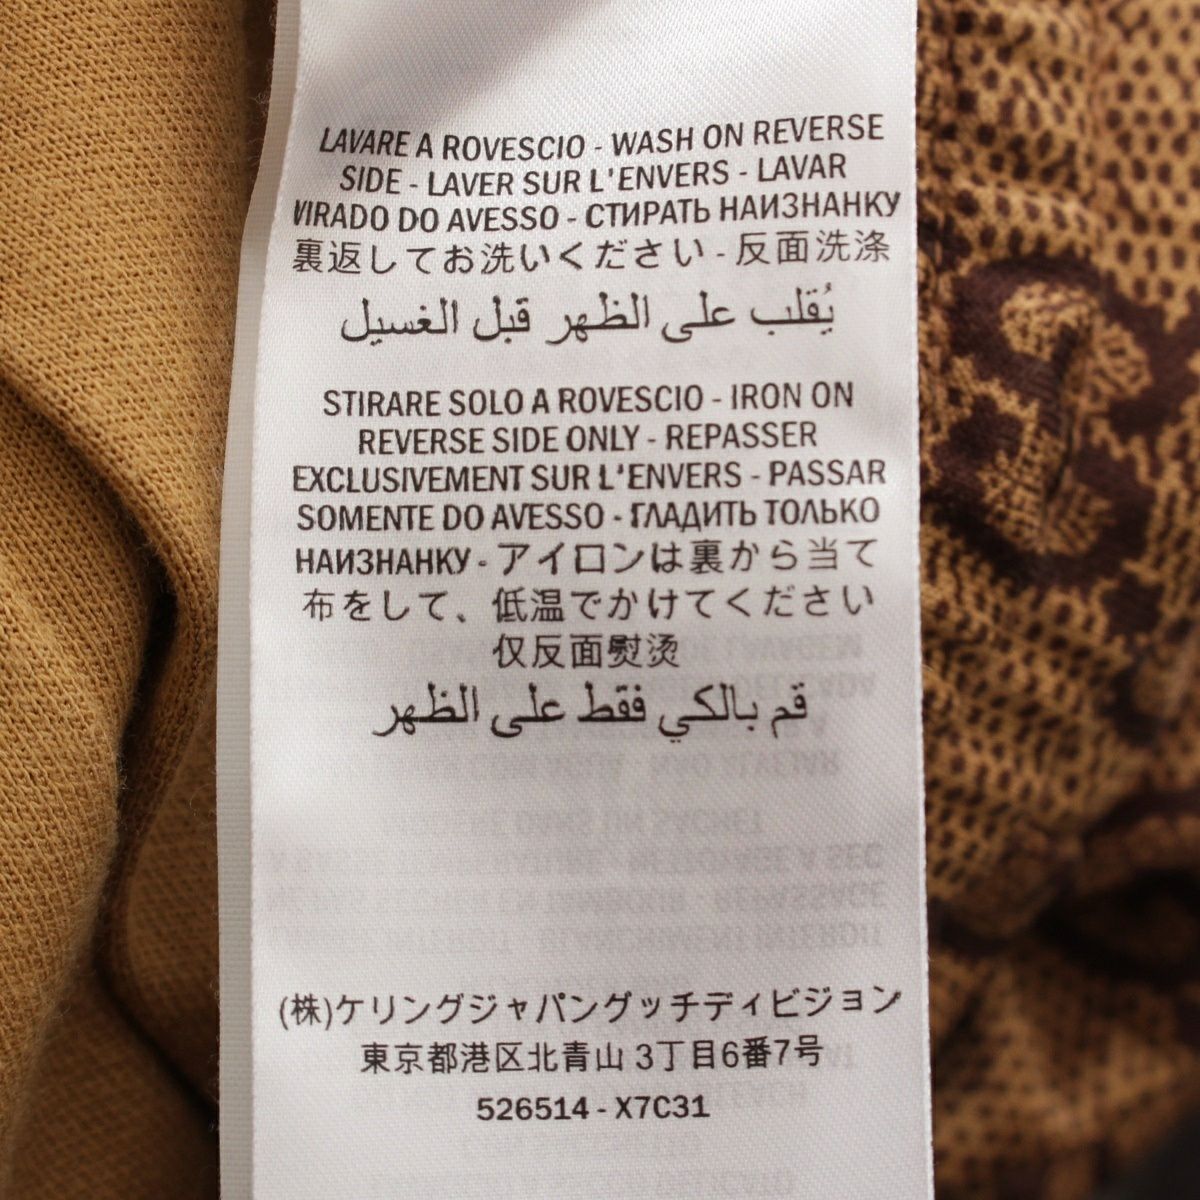 LAVARE A ROVESCIO - WASH ON REVERSE
SIDE - LAVER SUR L'ENVERS - LAVAR
VIRADO DO AVESSO - СТИРАТЬ НАИЗНАНКУ
裏返してお洗いください - 反面洗涤
يُقلب على الظهر قبل الغسيل
STIRARE SOLO A ROVESCIO - IRON ON
REVERSE SIDE ONLY - REPASSER
EXCLUSIVEMENT SUR L'ENVERS - PASSAR
SOMENTE DO AVESSO - ГЛАДИТЬ ТОЛЬКО
НАИЗНАНКУ - アイロンは裏から当て
布をして、低温でかけてください
仅反面熨烫
قم بالكي فقط على الظهر
(株)ケリングジャパングッチディビジョン
東京都港区北青山 3丁目6番7号
526514 - X7C31